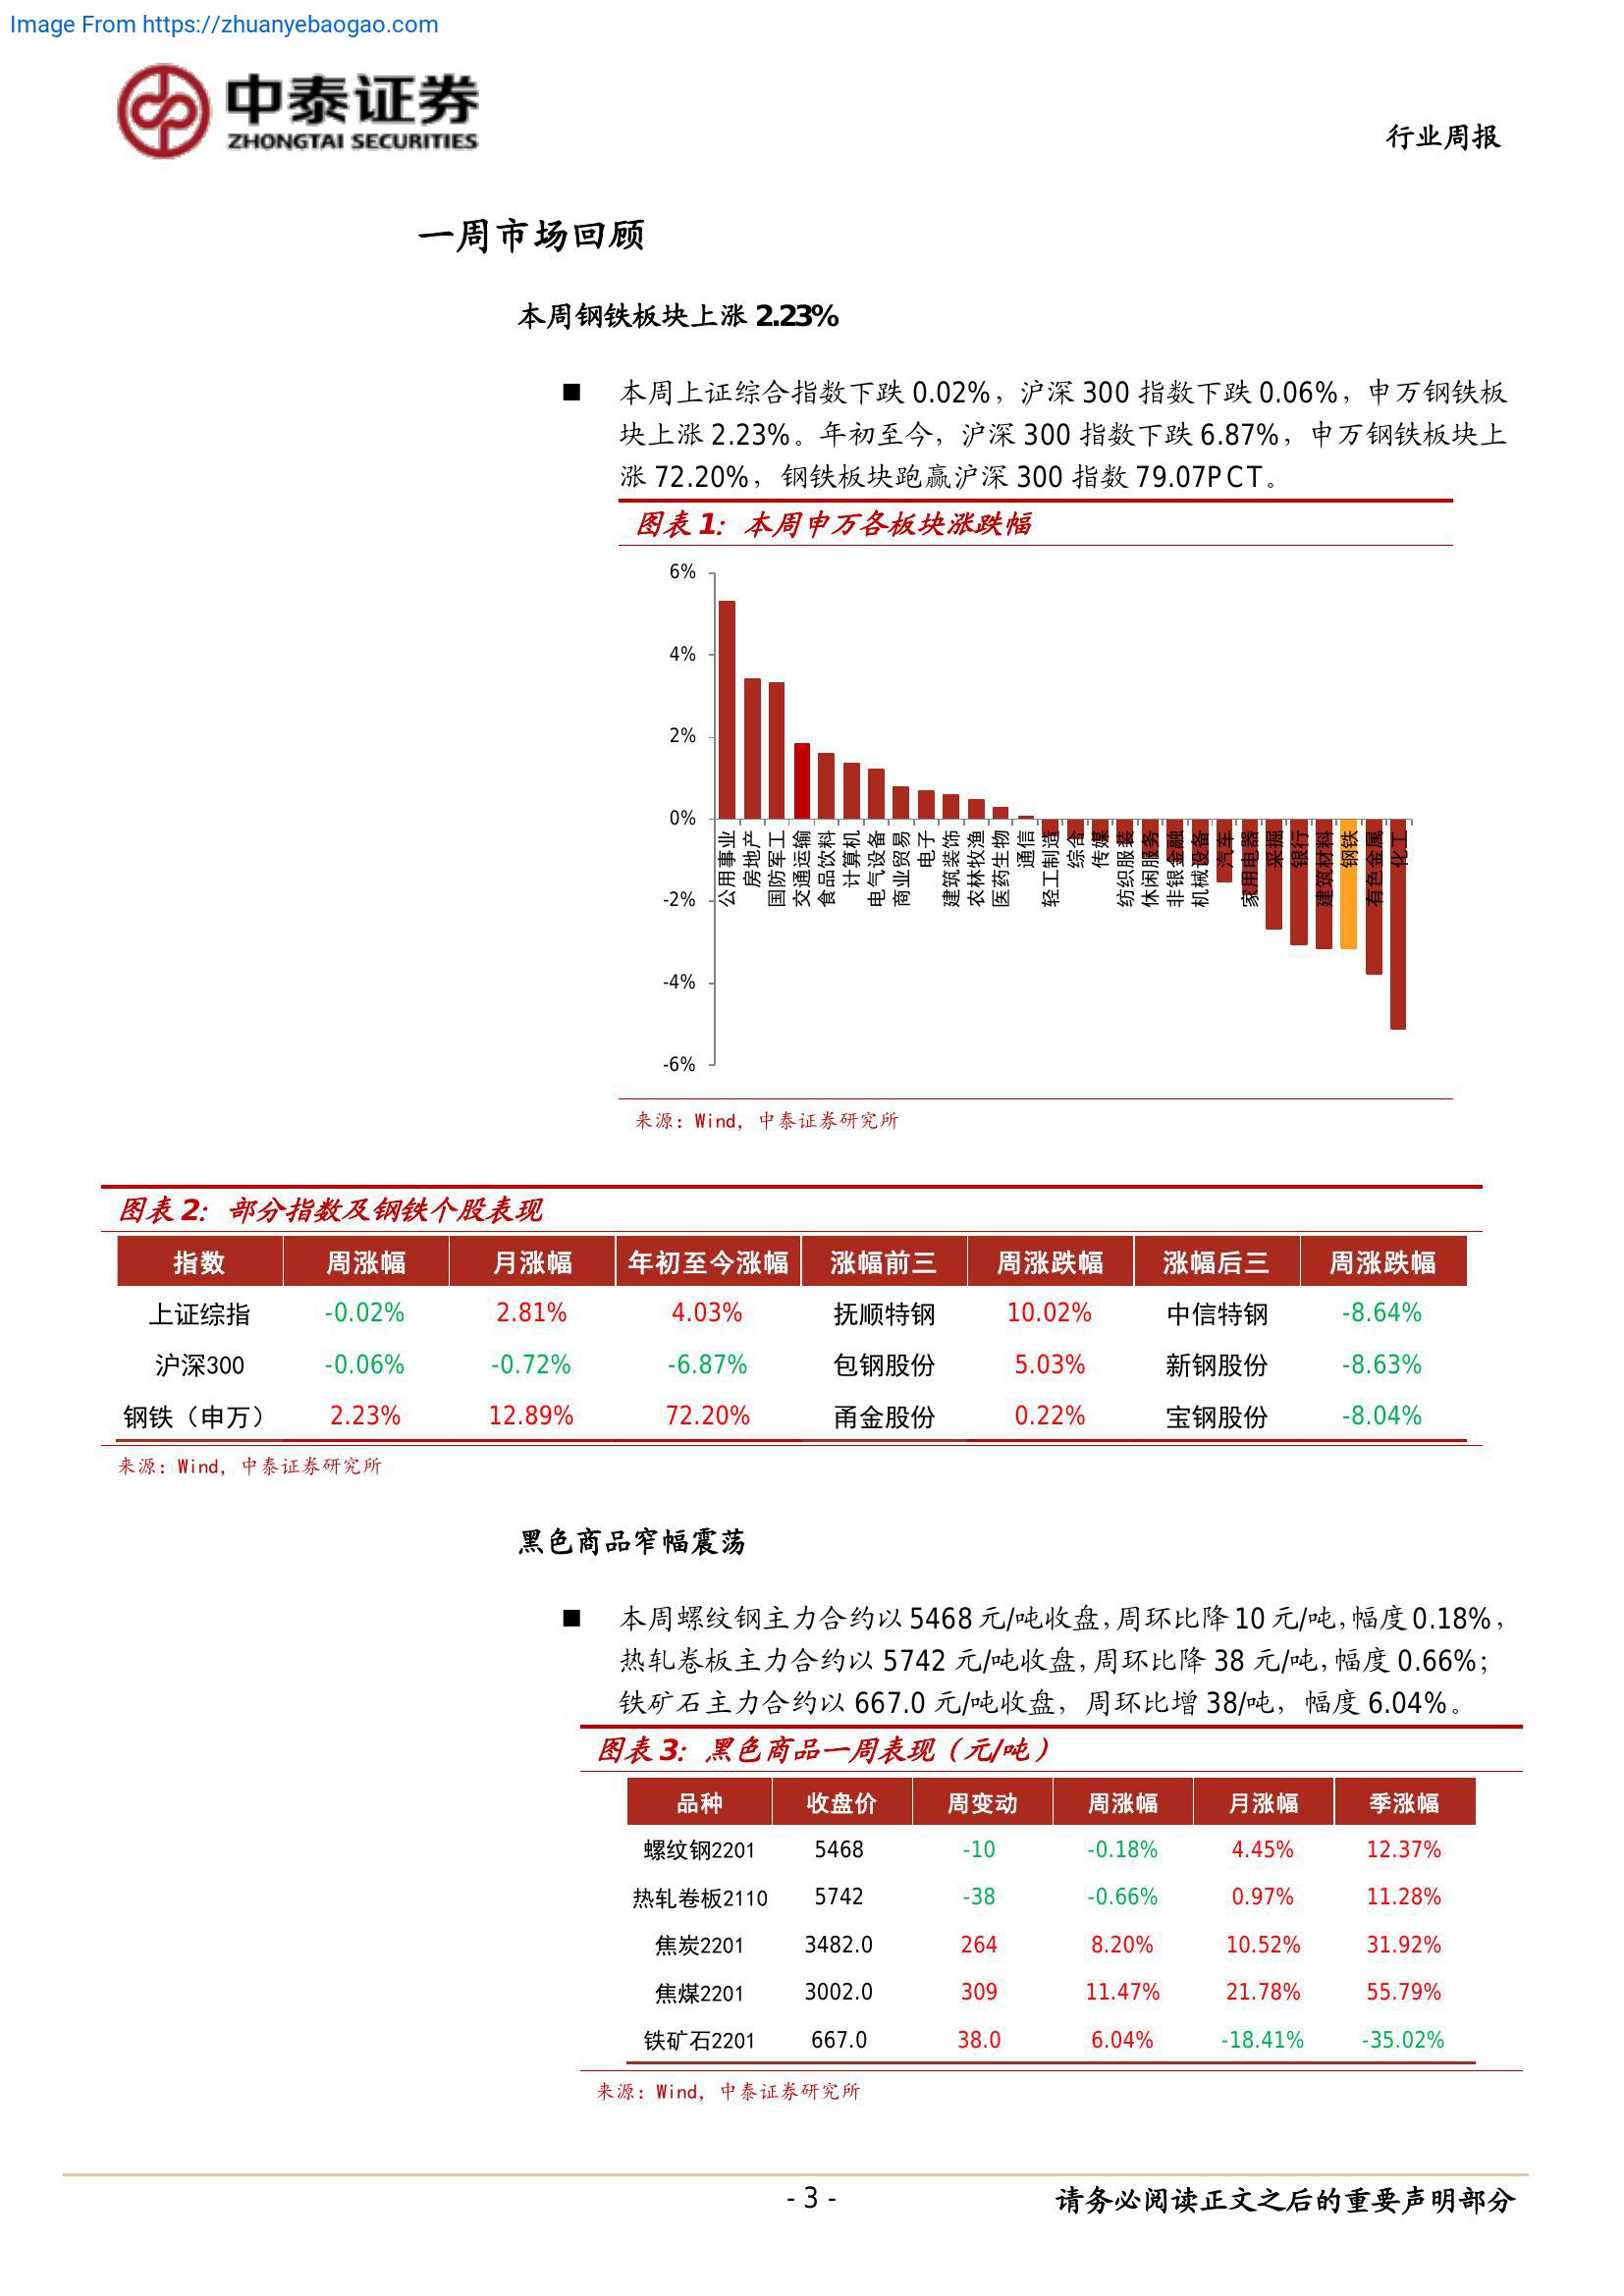 Image From https://zhuanyebaogao.com
中泰证券
ZHONGTAI SECURITIES
行业周报
一周市场回顾
本周钢铁板块上涨 2.23%
■ 本周上证综合指数下跌 0.02%，沪深 300 指数下跌 0.06%，申万钢铁板
块上涨 2.23%。年初至今，沪深 300 指数下跌 6.87%，申万钢铁板块上
涨 72.20%，钢铁板块跑赢沪深 300 指数 79.07PCT。
图表 1：本周申万各板块涨跌幅
6%
4%
2%
0%
-2%
-4%
-6%
公用事业
房地产
国防军工
交通运输
食品饮料
计算机
电气设备
商业贸易
电子
建筑装饰
农林牧渔
医药生物
通信
轻工制造
综合
传媒
纺织服装
休闲服务
非银金融
机械设备
汽车
家用电器
采掘
银行
建筑材料
钢铁
有色金属
化工
来源：Wind，中泰证券研究所
图表 2：部分指数及钢铁个股表现
指数 周涨幅 月涨幅 年初至今涨幅 涨幅前三 周涨跌幅 涨幅后三 周涨跌幅
上证综指 -0.02% 2.81% 4.03% 抚顺特钢 10.02% 中信特钢 -8.64%
沪深300 -0.06% -0.72% -6.87% 包钢股份 5.03% 新钢股份 -8.63%
钢铁（申万） 2.23% 12.89% 72.20% 甬金股份 0.22% 宝钢股份 -8.04%
来源：Wind，中泰证券研究所
黑色商品窄幅震荡
■ 本周螺纹钢主力合约以 5468 元/吨收盘，周环比降 10 元/吨，幅度 0.18%，
热轧卷板主力合约以 5742 元/吨收盘，周环比降 38 元/吨，幅度 0.66%；
铁矿石主力合约以 667.0 元/吨收盘，周环比增 38/吨，幅度 6.04%。
图表 3：黑色商品一周表现（元/吨）
品种 收盘价 周变动 周涨幅 月涨幅 季涨幅
螺纹钢2201 5468 -10 -0.18% 4.45% 12.37%
热轧卷板2110 5742 -38 -0.66% 0.97% 11.28%
焦炭2201 3482.0 264 8.20% 10.52% 31.92%
焦煤2201 3002.0 309 11.47% 21.78% 55.79%
铁矿石2201 667.0 38.0 6.04% -18.41% -35.02%
来源：Wind，中泰证券研究所
- 3 -
请务必阅读正文之后的重要声明部分